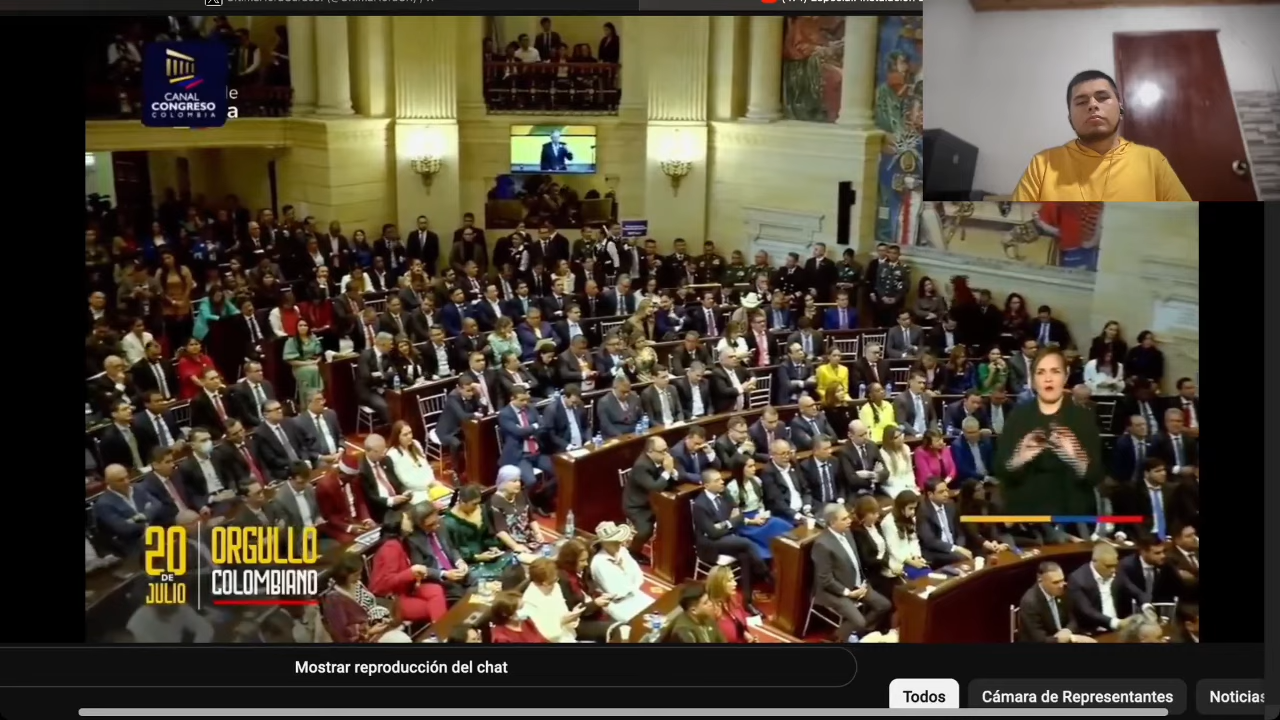 CANAL
CONGRESO
COLOMBIA
20
DE
JULIO
ORGULLO
COLOMBIANO
Mostrar reproducción del chat
Todos
Cámara de Representantes
Noticias